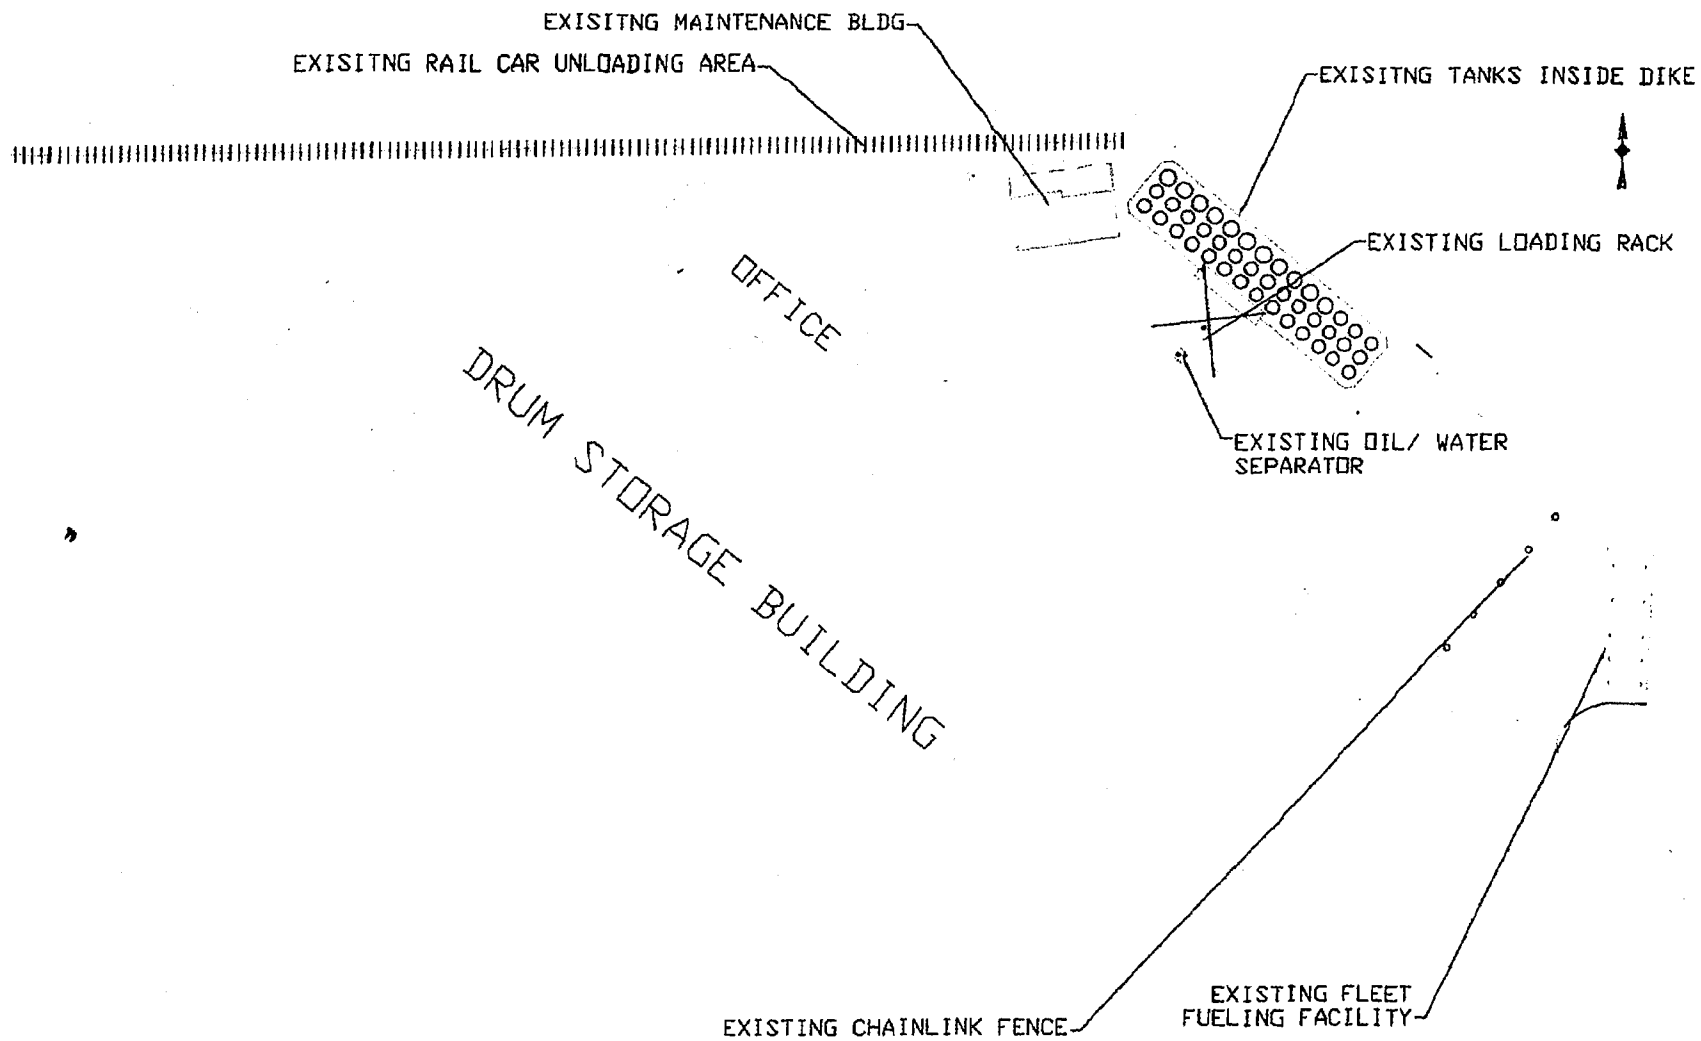 EXISITNG MAINTENANCE BLDG
EXISITNG RAIL CAR UNLOADING AREA
EXISITNG TANKS INSIDE DIKE
EXISTING LOADING RACK
OFFICE
DRUM STORAGE BUILDING
EXISTING OIL/ WATER
SEPARATOR
EXISTING FLEET
FUELING FACILITY
EXISTING CHAINLINK FENCE